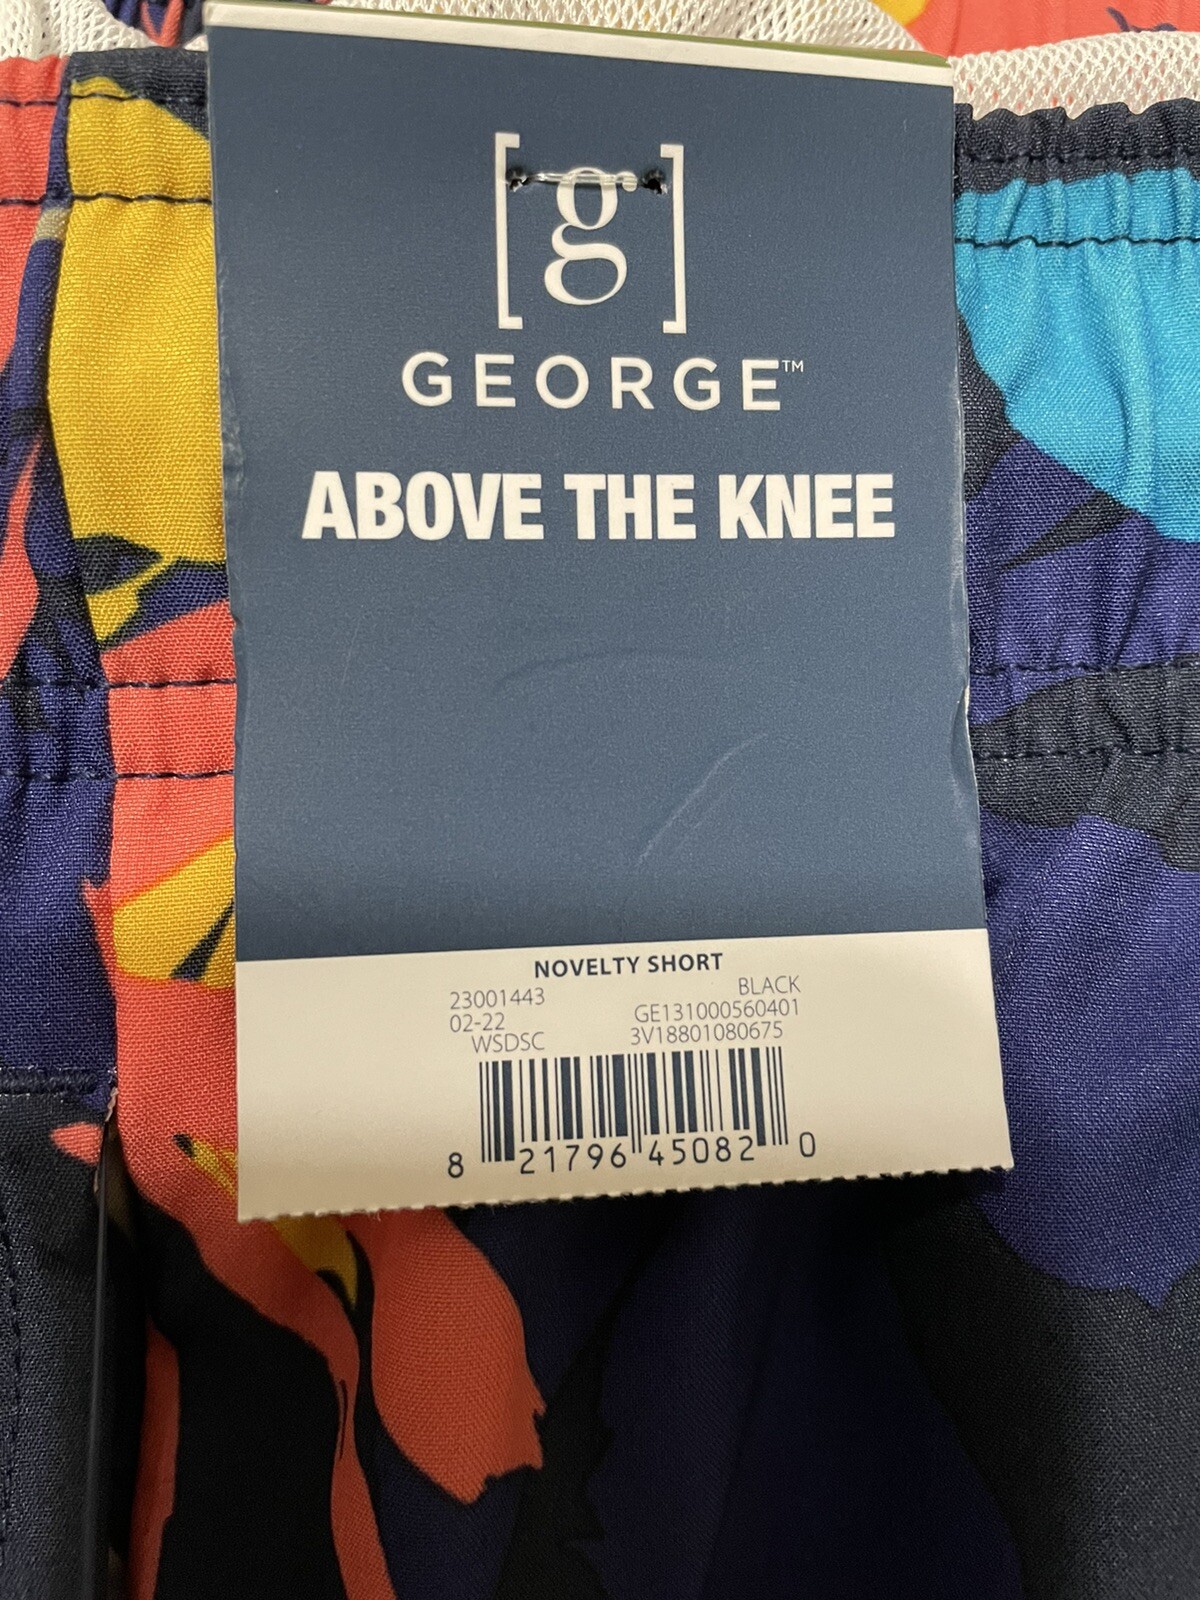 [g]
GEORGE™
ABOVE THE KNEE
NOVELTY SHORT
23001443 BLACK
02-22 GE131000560401
WSDSC 3V18801080675
8 21796 45082 0